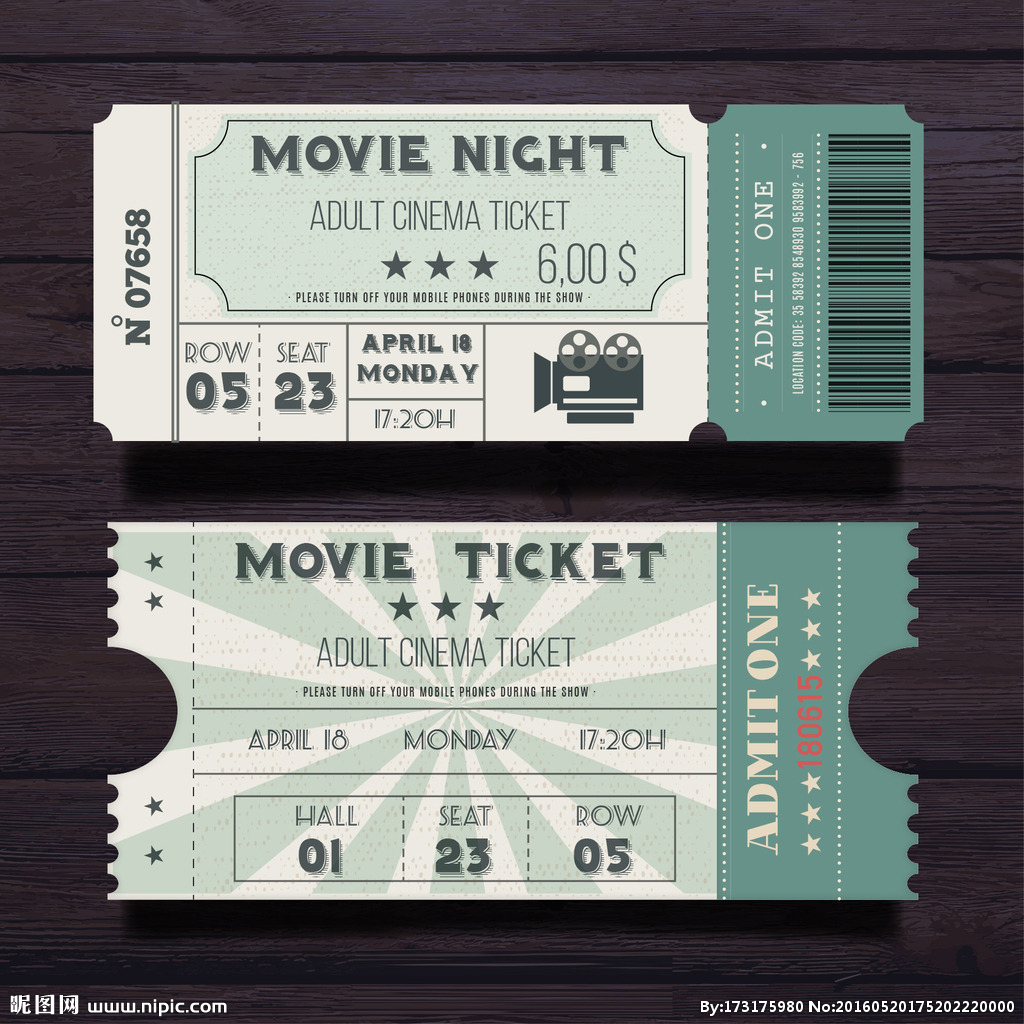 N° 07658
MOVIE NIGHT
ADULT CINEMA TICKET
6,00 $
· PLEASE TURN OFF YOUR MOBILE PHONES DURING THE SHOW ·
ROW
05
SEAT
23
APRIL 18
MONDAY
17:20H
· ADMIT ONE ·
LOCATION CODE: 35 58392 8548930 9583992 - 756
MOVIE TICKET
ADULT CINEMA TICKET
· PLEASE TURN OFF YOUR MOBILE PHONES DURING THE SHOW ·
APRIL 18 MONDAY 17:20H
HALL
01
SEAT
23
ROW
05
ADMIT ONE
180615
昵图网 www.nipic.com
By:173175980 No:20160520175202220000